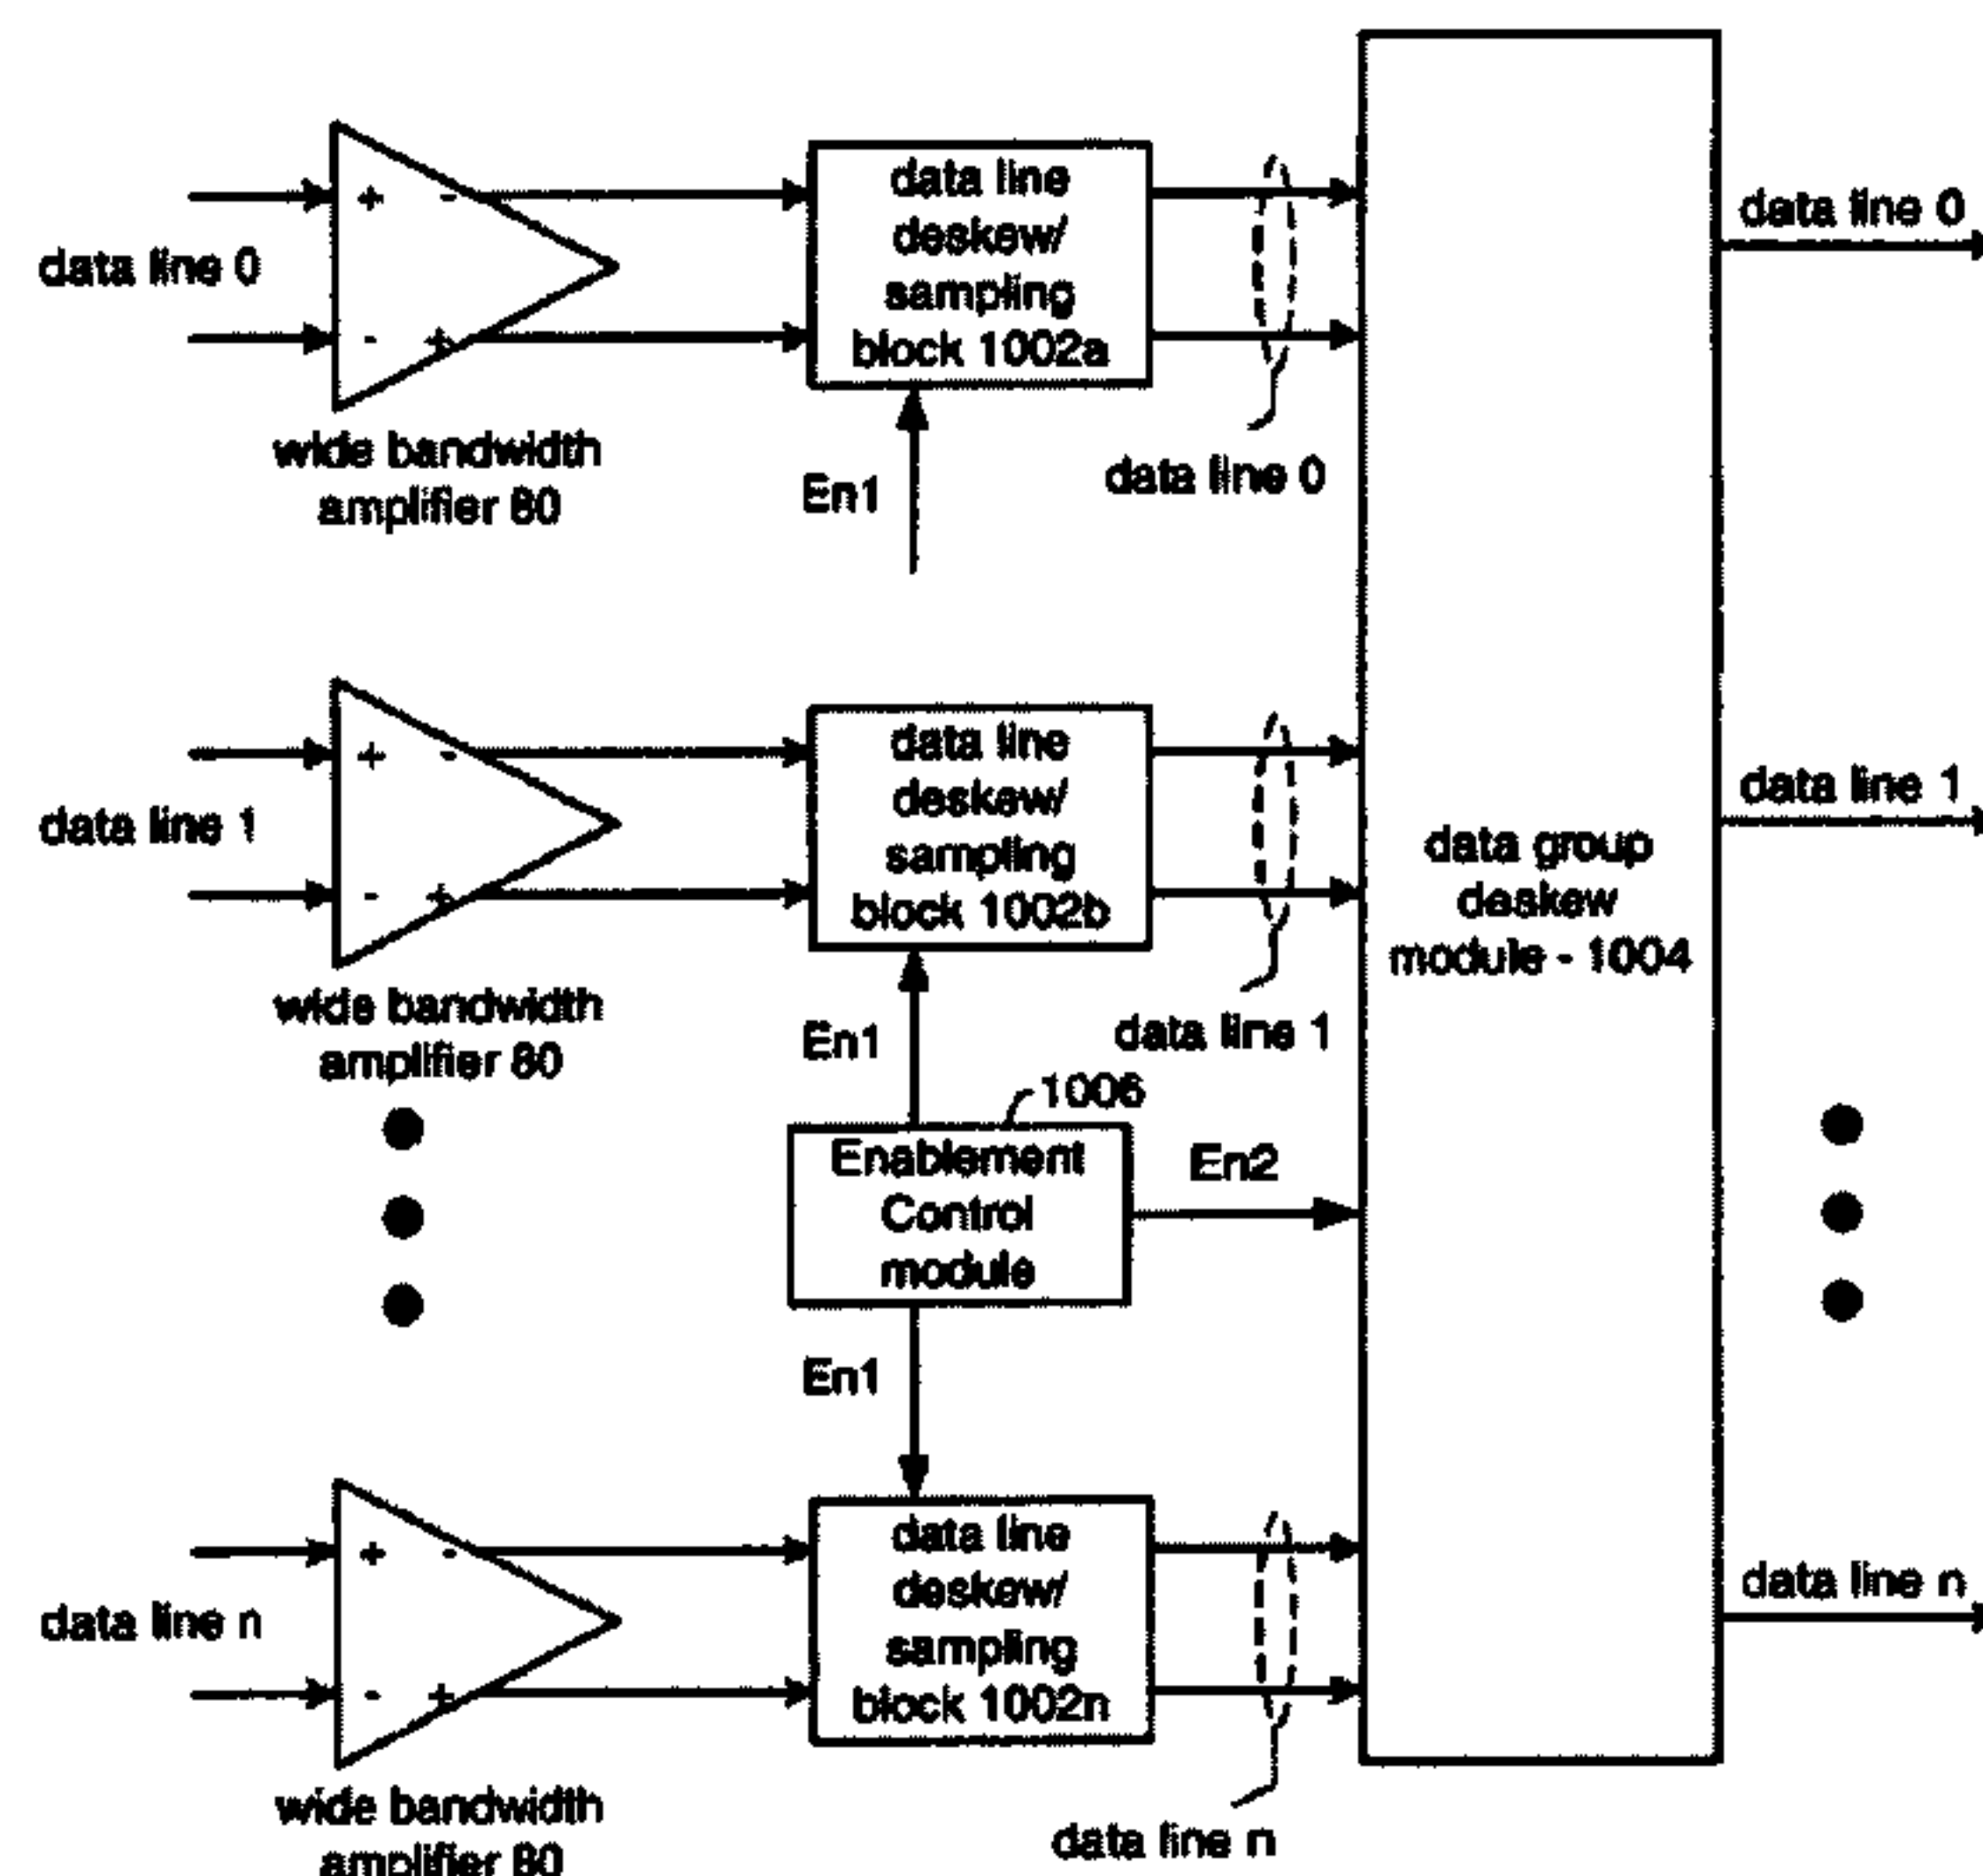 data line 0
+ -
- +
wide bandwidth
amplifier 80
data line
deskew/
sampling
block 1002a
En1
data line 0
data line 0
data line 1
+ -
- +
wide bandwidth
amplifier 80
data line
deskew/
sampling
block 1002b
En1
data line 1
data line 1
data group
deskew
module - 1004
1006
Enablement
Control
module
En2
En1
data line n
+ -
- +
wide bandwidth
amplifier 80
data line
deskew/
sampling
block 1002n
data line n
data line n